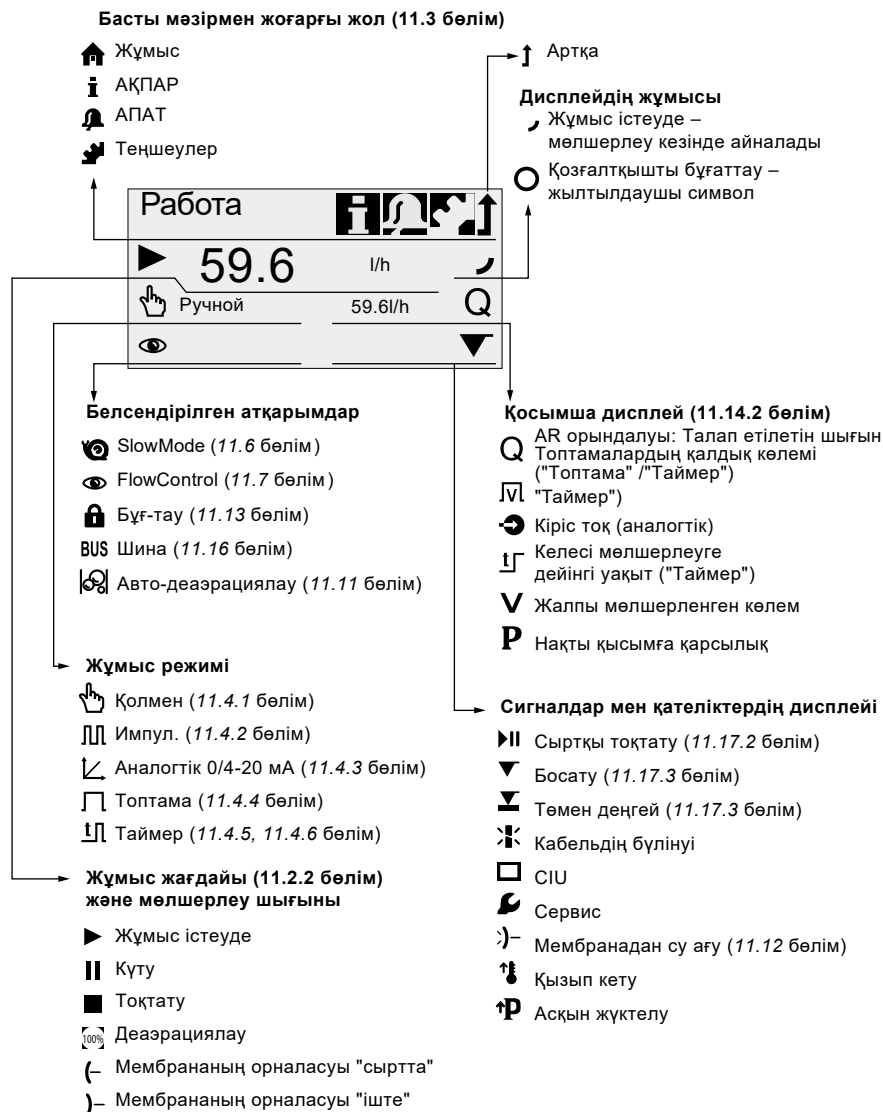 Басты мәзірмен жоғарғы жол (11.3 бөлім)
Жұмыс
АҚПАР
АПАТ
Теңшеулер
Артқа
Дисплейдің жұмысы
Жұмыс істеуде –
мөлшерлеу кезінде айналады
Қозғалтқышты бұғаттау –
жылтылдаушы символ
Работа
59.6
l/h
Ручной
59.6l/h
Q
Белсендірілген атқарымдар
SlowMode (11.6 бөлім)
FlowControl (11.7 бөлім)
Бұғ-тау (11.13 бөлім)
BUS Шина (11.16 бөлім)
Авто-деаэрациялау (11.11 бөлім)
Жұмыс режимі
Қолмен (11.4.1 бөлім)
Импул. (11.4.2 бөлім)
Аналогтік 0/4-20 мА (11.4.3 бөлім)
Топтама (11.4.4 бөлім)
t Таймер (11.4.5, 11.4.6 бөлім)
Жұмыс жағдайы (11.2.2 бөлім)
және мөлшерлеу шығыны
Жұмыс істеуде
Күту
Тоқтату
100% Деаэрациялау
Мембрананың орналасуы "сыртта"
Мембрананың орналасуы "іште"
Қосымша дисплей (11.14.2 бөлім)
Q AR орындалуы: Талап етілетін шығын
Топтамалардың қалдық көлемі
("Топтама" /"Таймер")
V "Таймер")
Кіріс тоқ (аналогтік)
t Келесі мөлшерлеуге
дейінгі уақыт ("Таймер")
V Жалпы мөлшерленген көлем
P Нақты қысымға қарсылық
Сигналдар мен қателіктердің дисплейі
Сыртқы тоқтату (11.17.2 бөлім)
Босату (11.17.3 бөлім)
Төмен деңгей (11.17.3 бөлім)
Кабельдің бүлінуі
CIU
Сервис
Мембранадан су ағу (11.12 бөлім)
Қызып кету
P Асқын жүктелу